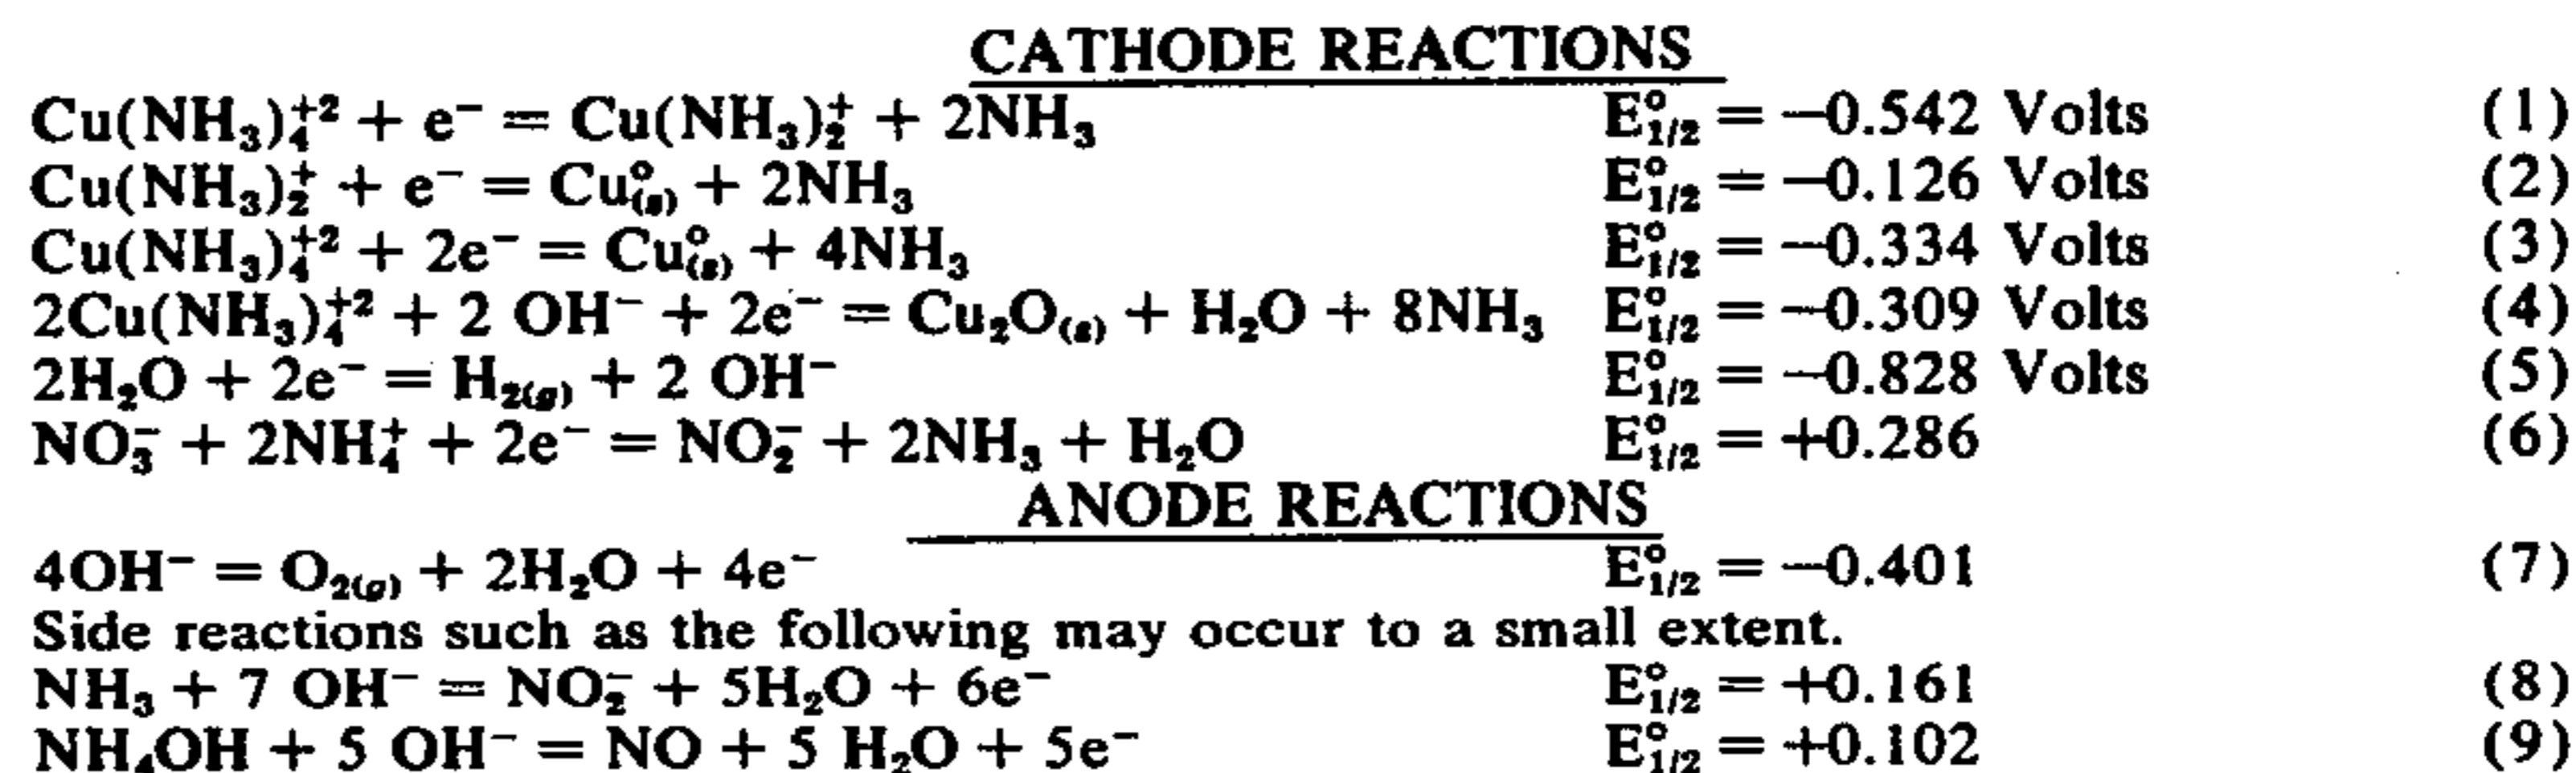 CATHODE REACTIONS
Cu(NH₃)₄⁺² + e⁻ = Cu(NH₃)₂⁺ + 2NH₃ E°₁/₂ = —0.542 Volts (1)
Cu(NH₃)₂⁺ + e⁻ = Cu°₍s₎ + 2NH₃ E°₁/₂ = —0.126 Volts (2)
Cu(NH₃)₄⁺² + 2e⁻ = Cu°₍s₎ + 4NH₃ E°₁/₂ = —0.334 Volts (3)
2Cu(NH₃)₄⁺² + 2 OH⁻ + 2e⁻ = Cu₂O₍s₎ + H₂O + 8NH₃ E°₁/₂ = —0.309 Volts (4)
2H₂O + 2e⁻ = H₂₍g₎ + 2 OH⁻ E°₁/₂ = —0.828 Volts (5)
NO₃⁻ + 2NH₄⁺ + 2e⁻ = NO₂⁻ + 2NH₃ + H₂O E°₁/₂ = +0.286 (6)
ANODE REACTIONS
4OH⁻ = O₂₍g₎ + 2H₂O + 4e⁻ E°₁/₂ = —0.401 (7)
Side reactions such as the following may occur to a small extent.
NH₃ + 7 OH⁻ = NO₂⁻ + 5H₂O + 6e⁻ E°₁/₂ = +0.161 (8)
NH₄OH + 5 OH⁻ = NO + 5 H₂O + 5e⁻ E°₁/₂ = +0.102 (9)